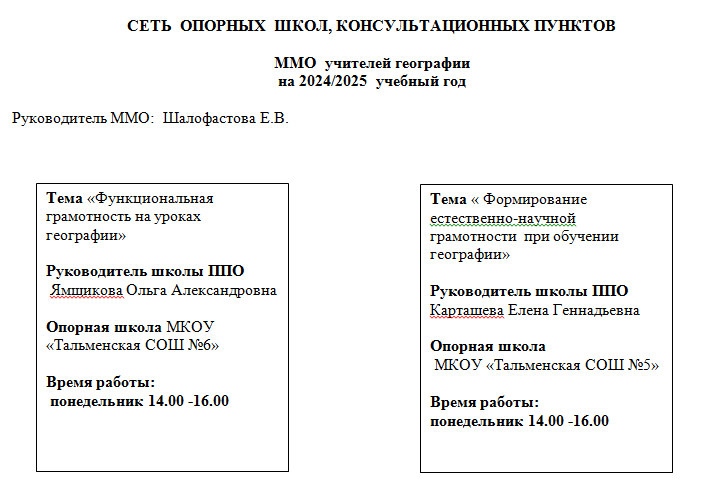 СЕТЬ ОПОРНЫХ ШКОЛ, КОНСУЛЬТАЦИОННЫХ ПУНКТОВ
ММО учителей географии
на 2024/2025 учебный год
Руководитель ММО: Шалофастова Е.В.
Тема «Функциональная
грамотность на уроках
географии»
Руководитель школы ППО
Ямщикова Ольга Александровна
Опорная школа МКОУ
«Тальменская СОШ №6»
Время работы:
понедельник 14.00 -16.00
Тема « Формирование
естественно-научной
грамотности при обучении
географии»
Руководитель школы ППО
Карташева Елена Геннадьевна
Опорная школа
МКОУ «Тальменская СОШ №5»
Время работы:
понедельник 14.00 -16.00